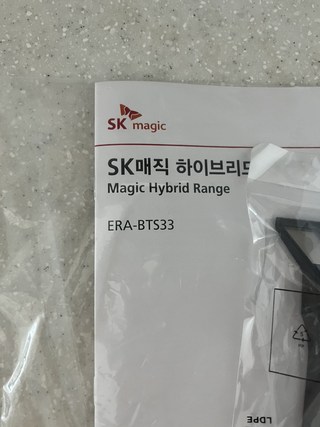 SK magic
SK매직 하이브리드
Magic Hybrid Range
ERA-BTS33
LDPE